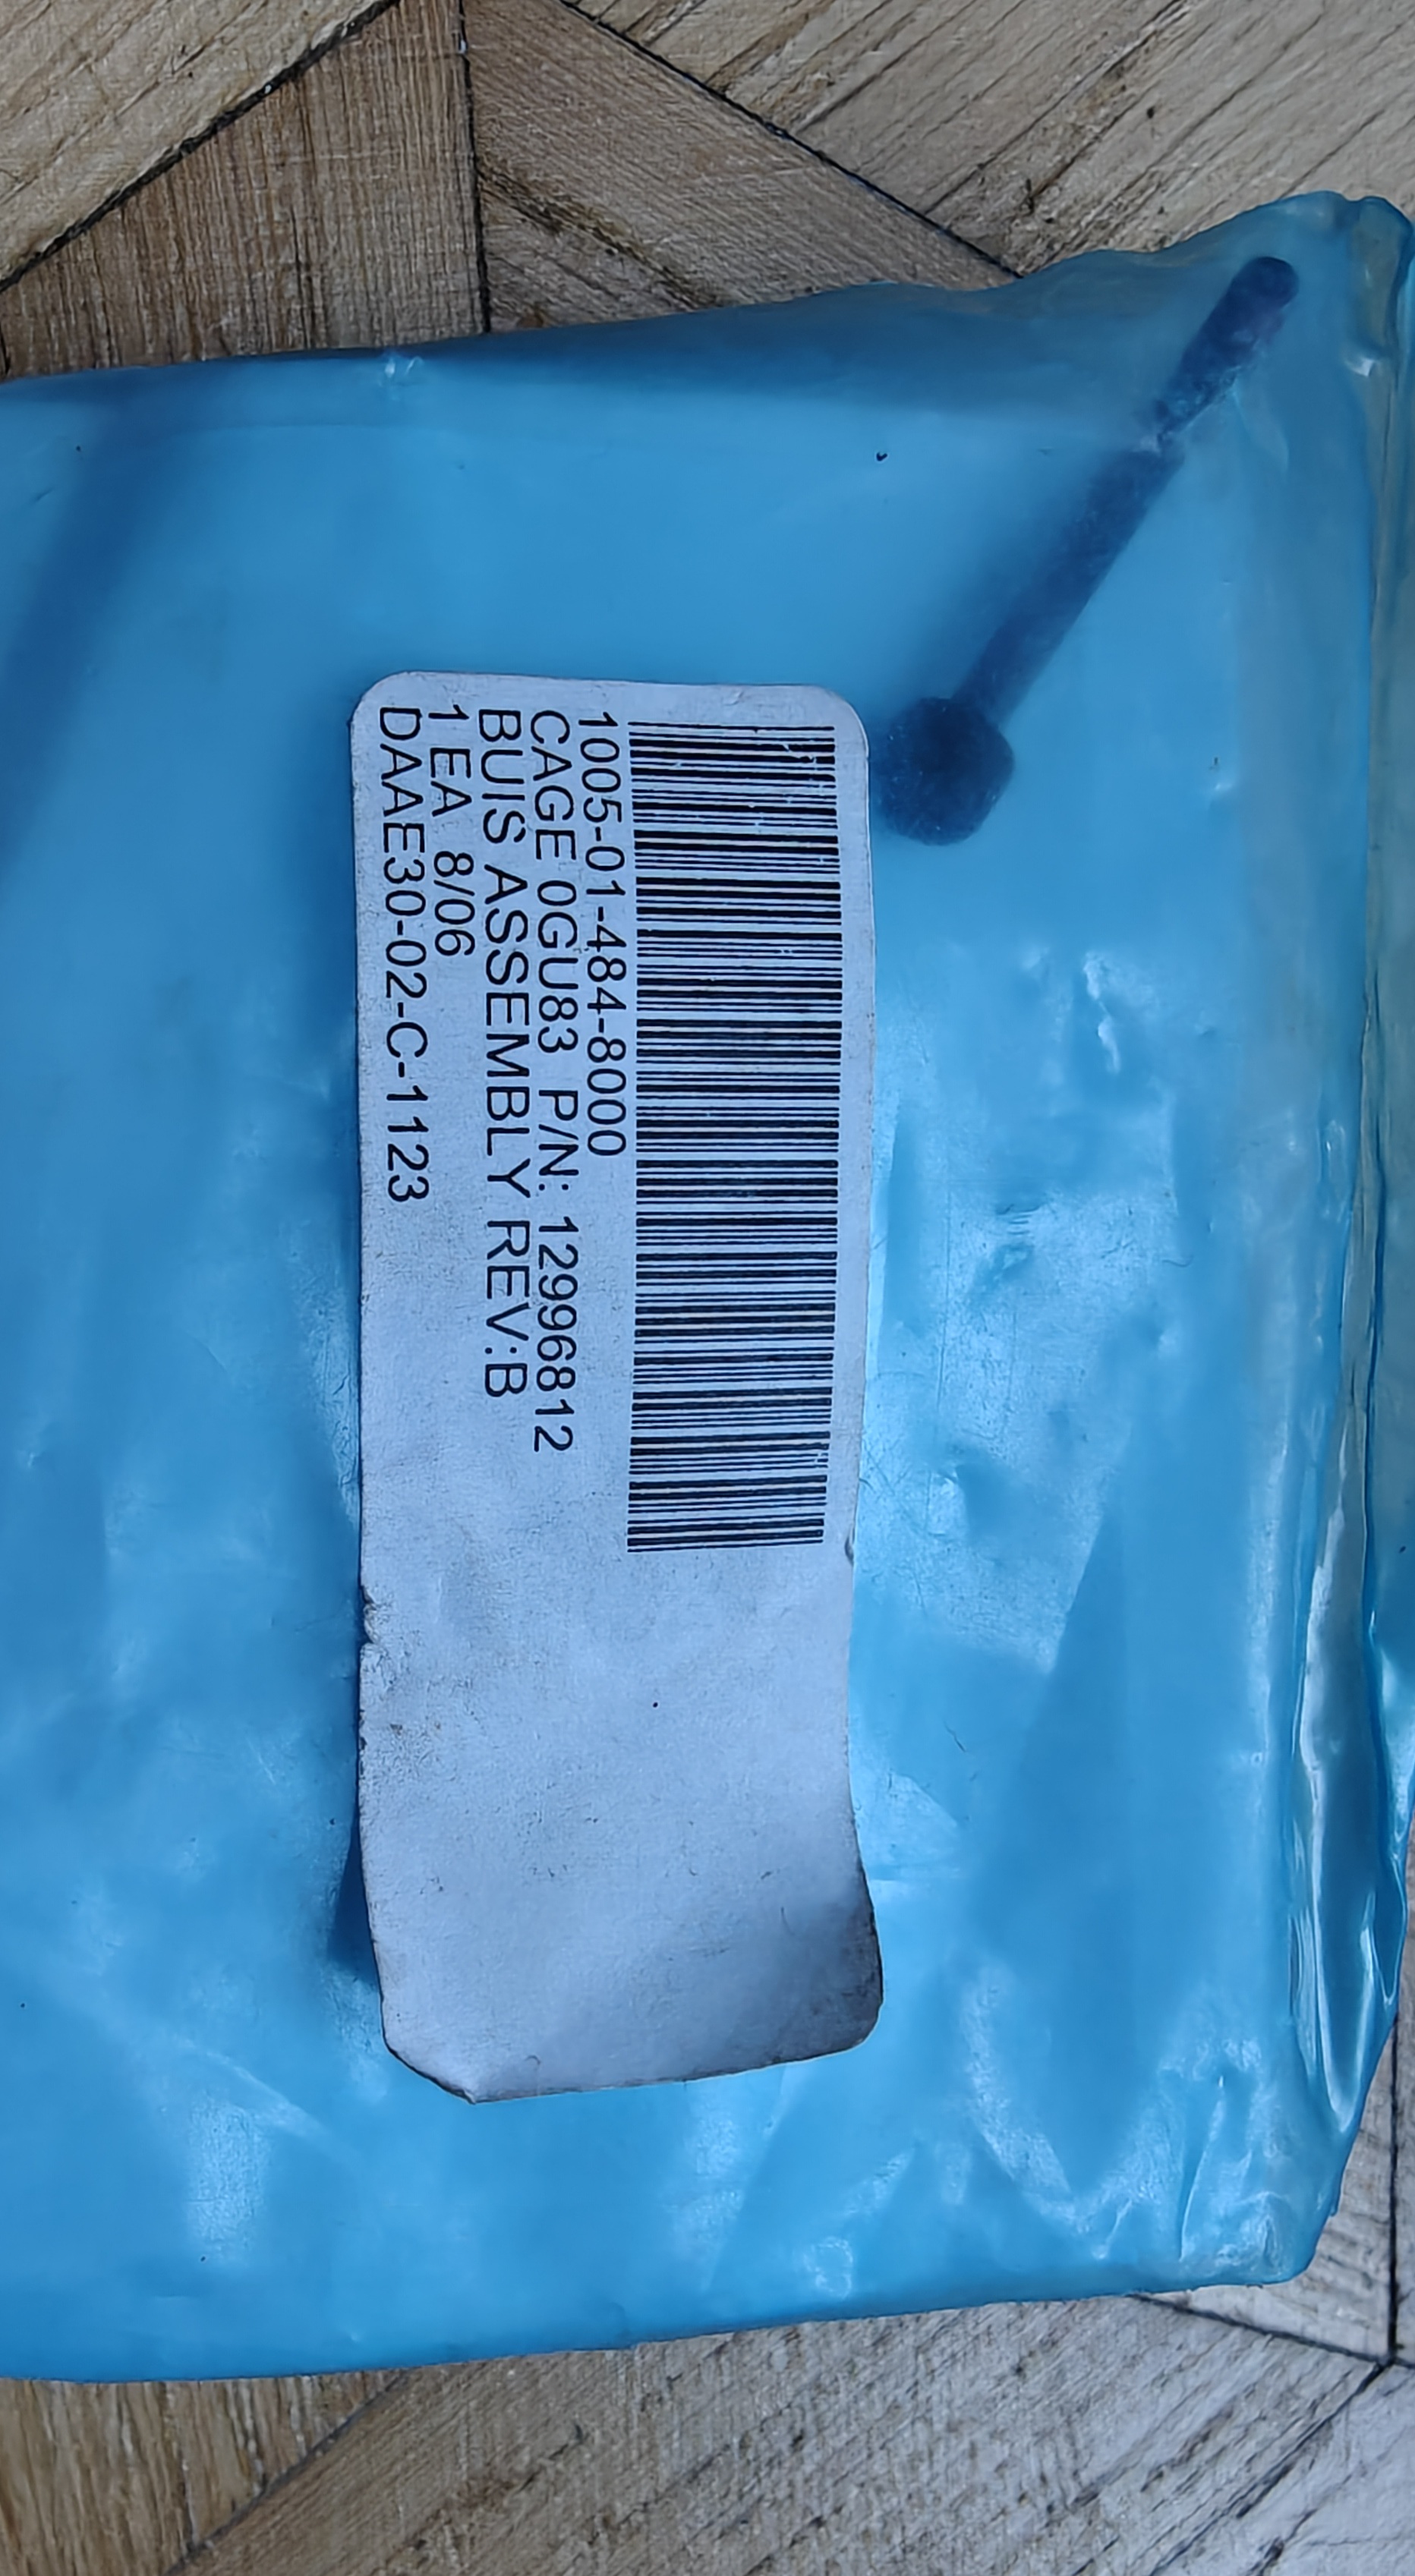 1005-01-484-8000
CAGE 0GU83 P/N: 12996812
BUIS ASSEMBLY REV:B
1 EA 8/06
DAAE30-02-C-1123